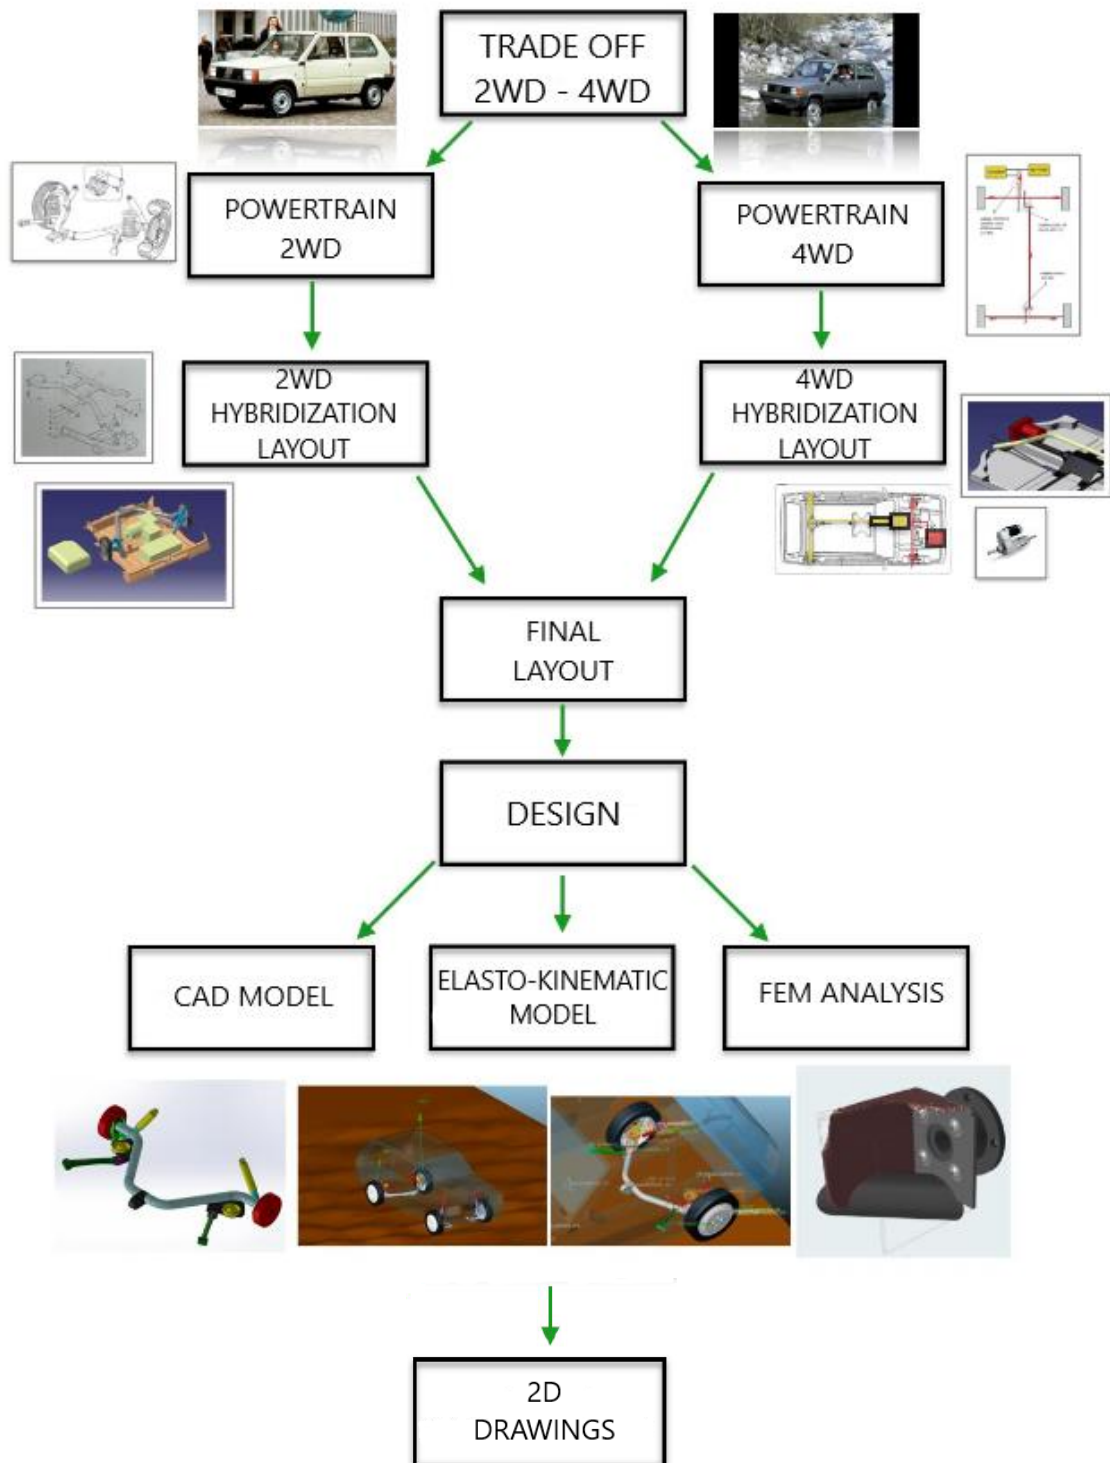 TRADE OFF
2WD - 4WD
POWERTRAIN
2WD
POWERTRAIN
4WD
2WD
HYBRIDIZATION
LAYOUT
4WD
HYBRIDIZATION
LAYOUT
FINAL
LAYOUT
DESIGN
CAD MODEL
ELASTO-KINEMATIC
MODEL
FEM ANALYSIS
2D
DRAWINGS